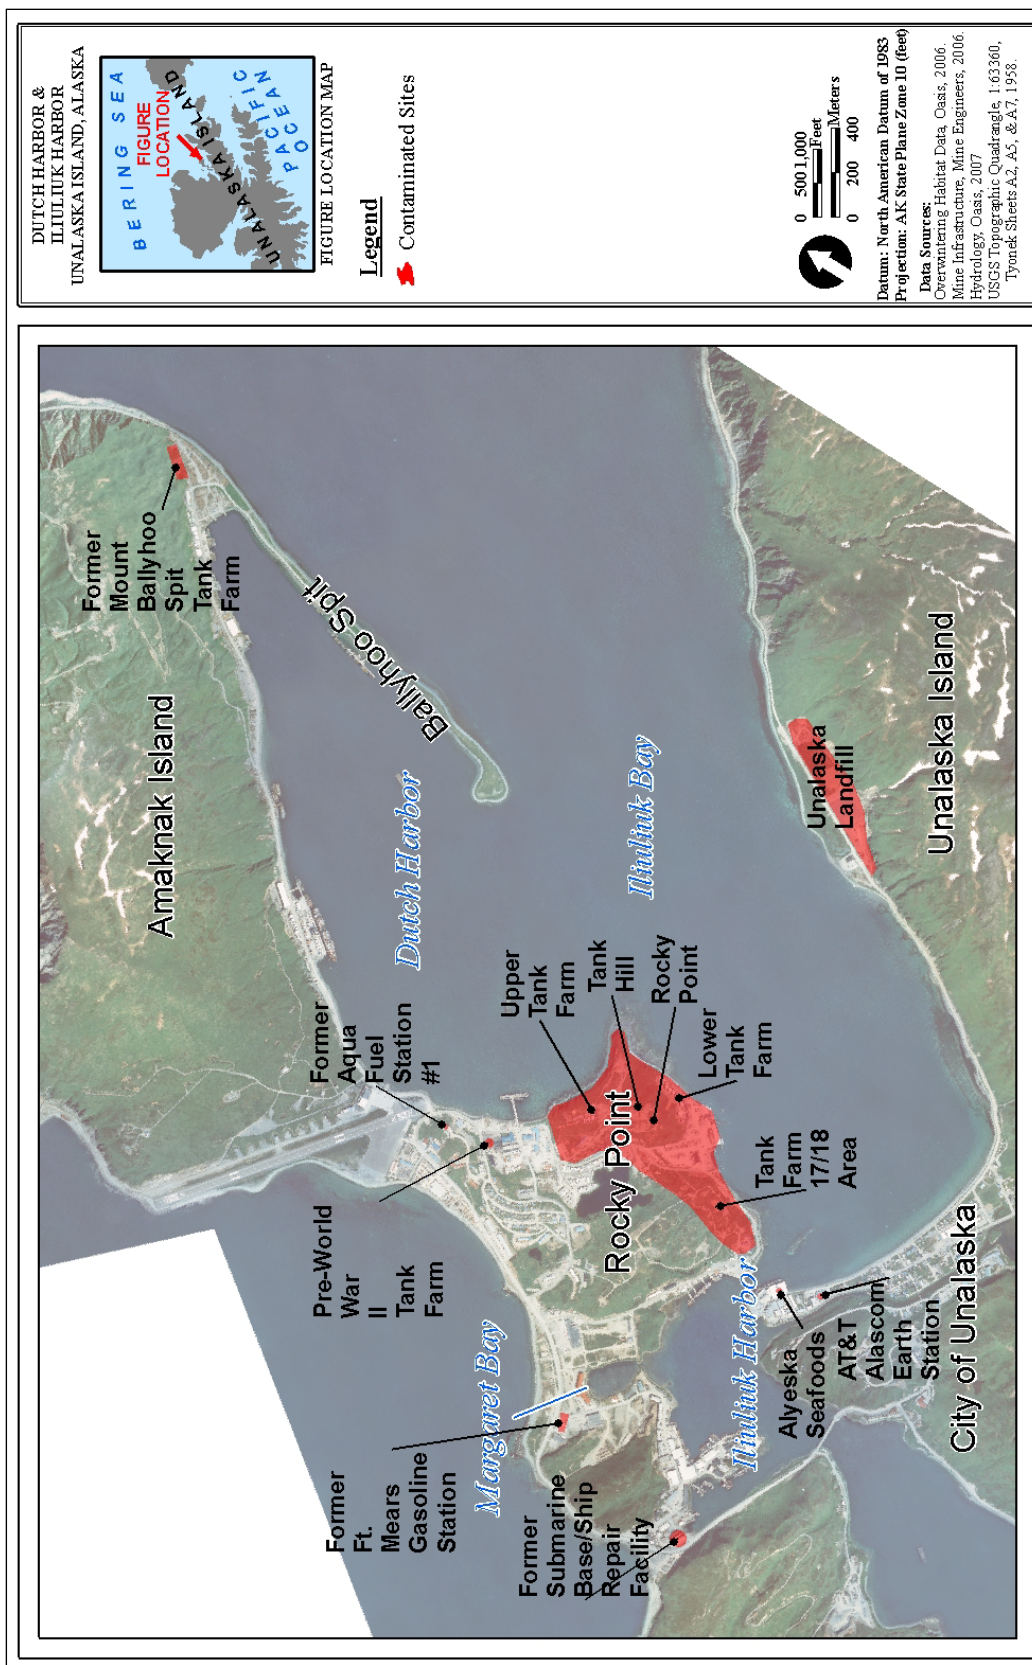 DUTCH HARBOR &
ILIULIUK HARBOR
UNALASKA ISLAND, ALASKA
BERING SEA
FIGURE
LOCATION
UNALASKA ISLAND
PACIFIC
OCEAN
FIGURE LOCATION MAP
Legend
Contaminated Sites
0 500 1,000
Feet
Meters
0 200 400
Datum: North American Datum of 1983
Projection: AK State Plane Zone 10 (feet)
Data Sources:
Overwintering Habitat Data, Oasis, 2006.
Mine Infrastructure, Mine Engineers, 2006.
Hydrology, Oasis, 2007
USGS Topographic Quadrangle, 1:63360,
Tyonek Sheets A2, A5, & A7, 1958.
Former
Mount
Ballyhoo
Spit
Tank
Farm
Amaknak Island
Ballyhoo Spit
Dutch Harbor
Iliuliuk Bay
Former
Aqua
Fuel
Station
#1
Pre-World
War
II
Tank
Farm
Upper
Tank
Farm
Tank
Hill
Rocky
Point
Lower
Tank
Farm
Rocky Point
Tank
Farm
17/18
Area
Unalaska
Landfill
Unalaska Island
Margaret Bay
Former
Ft.
Mears
Gasoline
Station
Former
Submarine
Base/Ship
Repair
Facility
Iliuliuk Harbor
Alyeska
Seafoods
AT&T
Alascom
Earth
Station
City of Unalaska